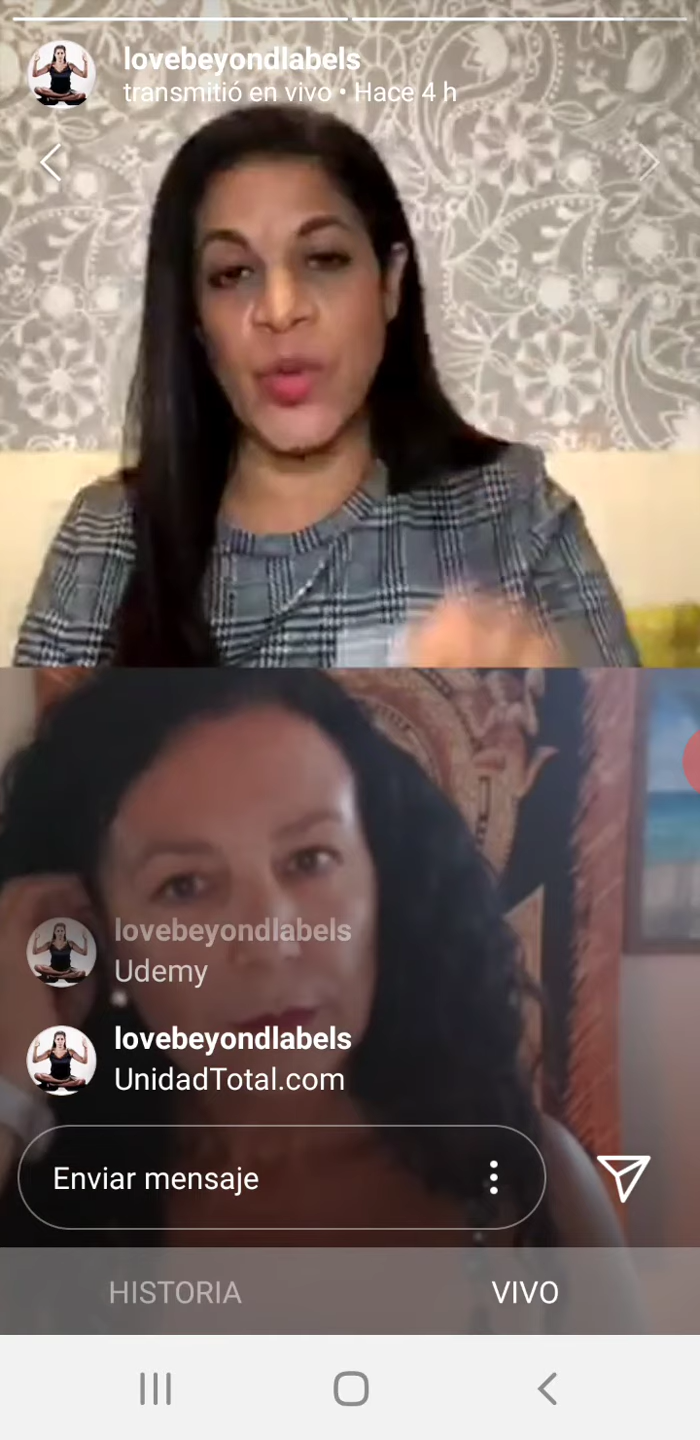 lovebeyondlabels
transmitió en vivo • Hace 4 h
lovebeyondlabels
Udemy
lovebeyondlabels
UnidadTotal.com
Enviar mensaje
HISTORIA
VIVO